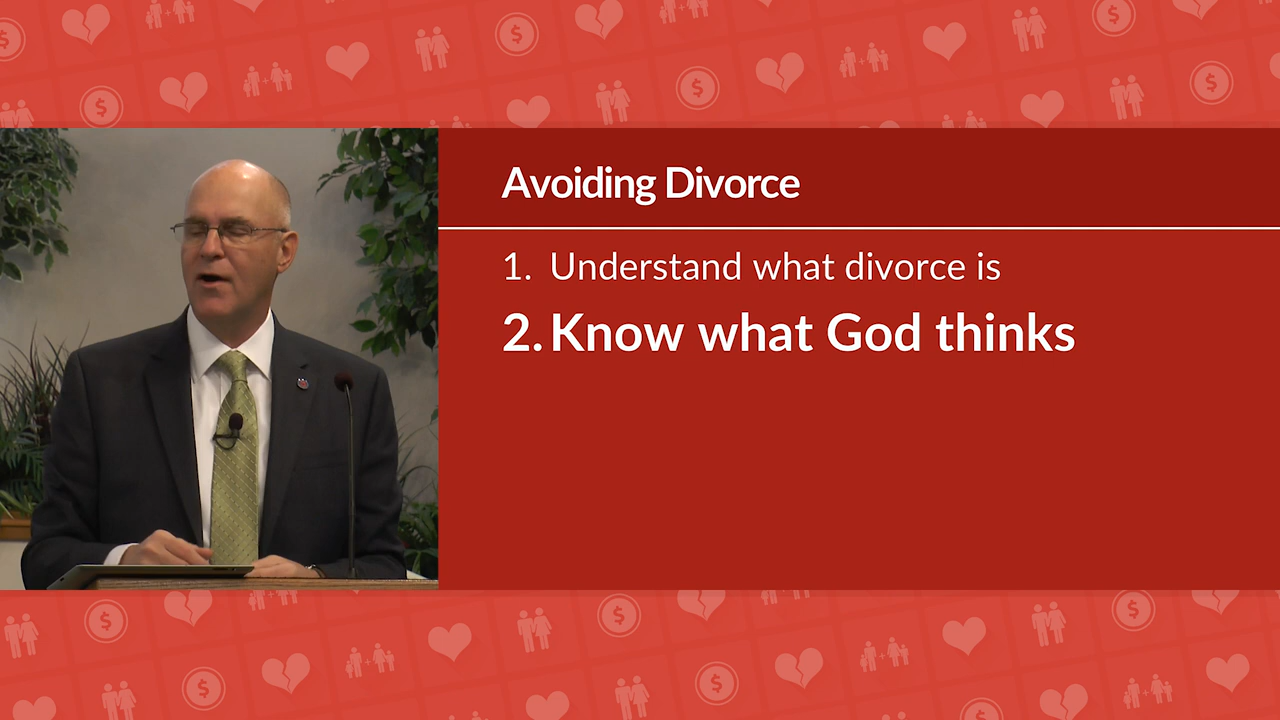 Avoiding Divorce
1. Understand what divorce is
2. Know what God thinks